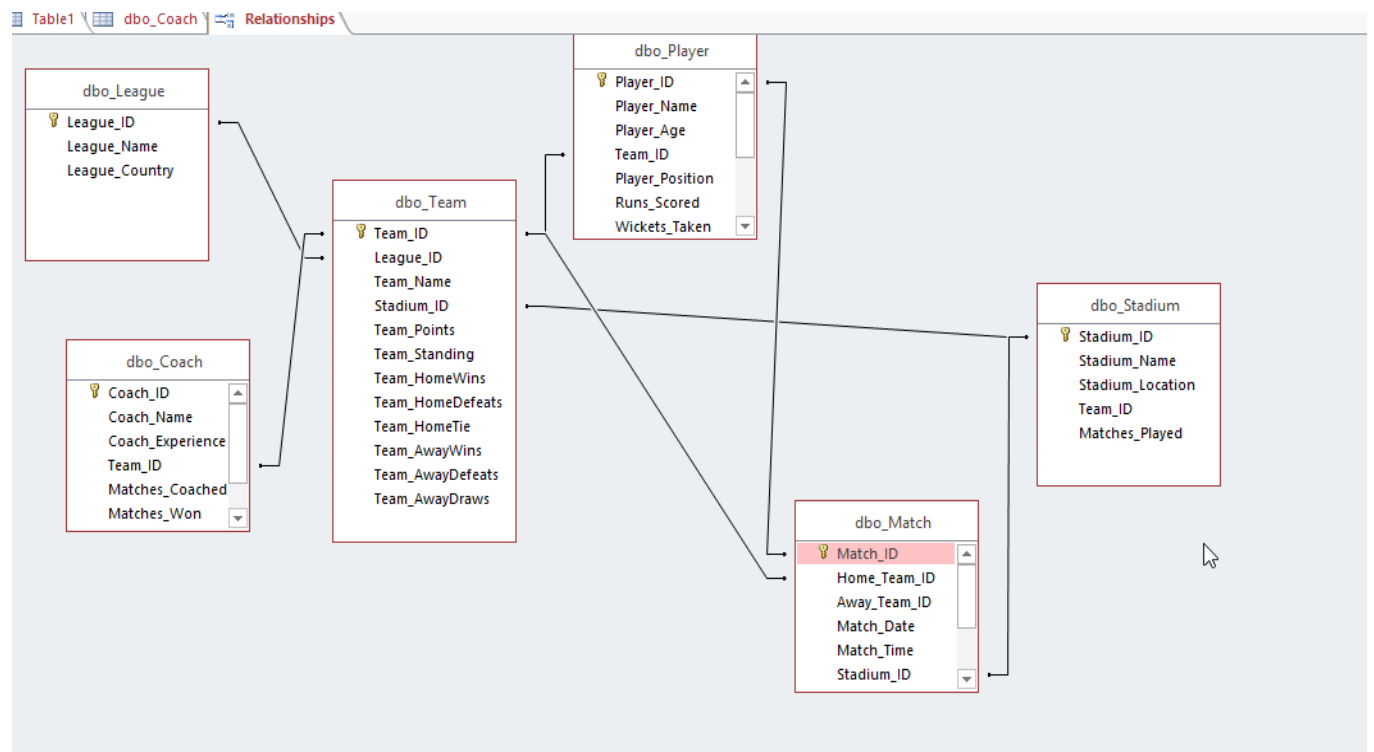 Table1
dbo_Coach
Relationships
dbo_League
League_ID
League_Name
League_Country
dbo_Coach
Coach_ID
Coach_Name
Coach_Experience
Team_ID
Matches_Coached
Matches_Won
dbo_Team
Team_ID
League_ID
Team_Name
Stadium_ID
Team_Points
Team_Standing
Team_HomeWins
Team_HomeDefeats
Team_HomeTie
Team_AwayWins
Team_AwayDefeats
Team_AwayDraws
dbo_Player
Player_ID
Player_Name
Player_Age
Team_ID
Player_Position
Runs_Scored
Wickets_Taken
dbo_Match
Match_ID
Home_Team_ID
Away_Team_ID
Match_Date
Match_Time
Stadium_ID
dbo_Stadium
Stadium_ID
Stadium_Name
Stadium_Location
Team_ID
Matches_Played